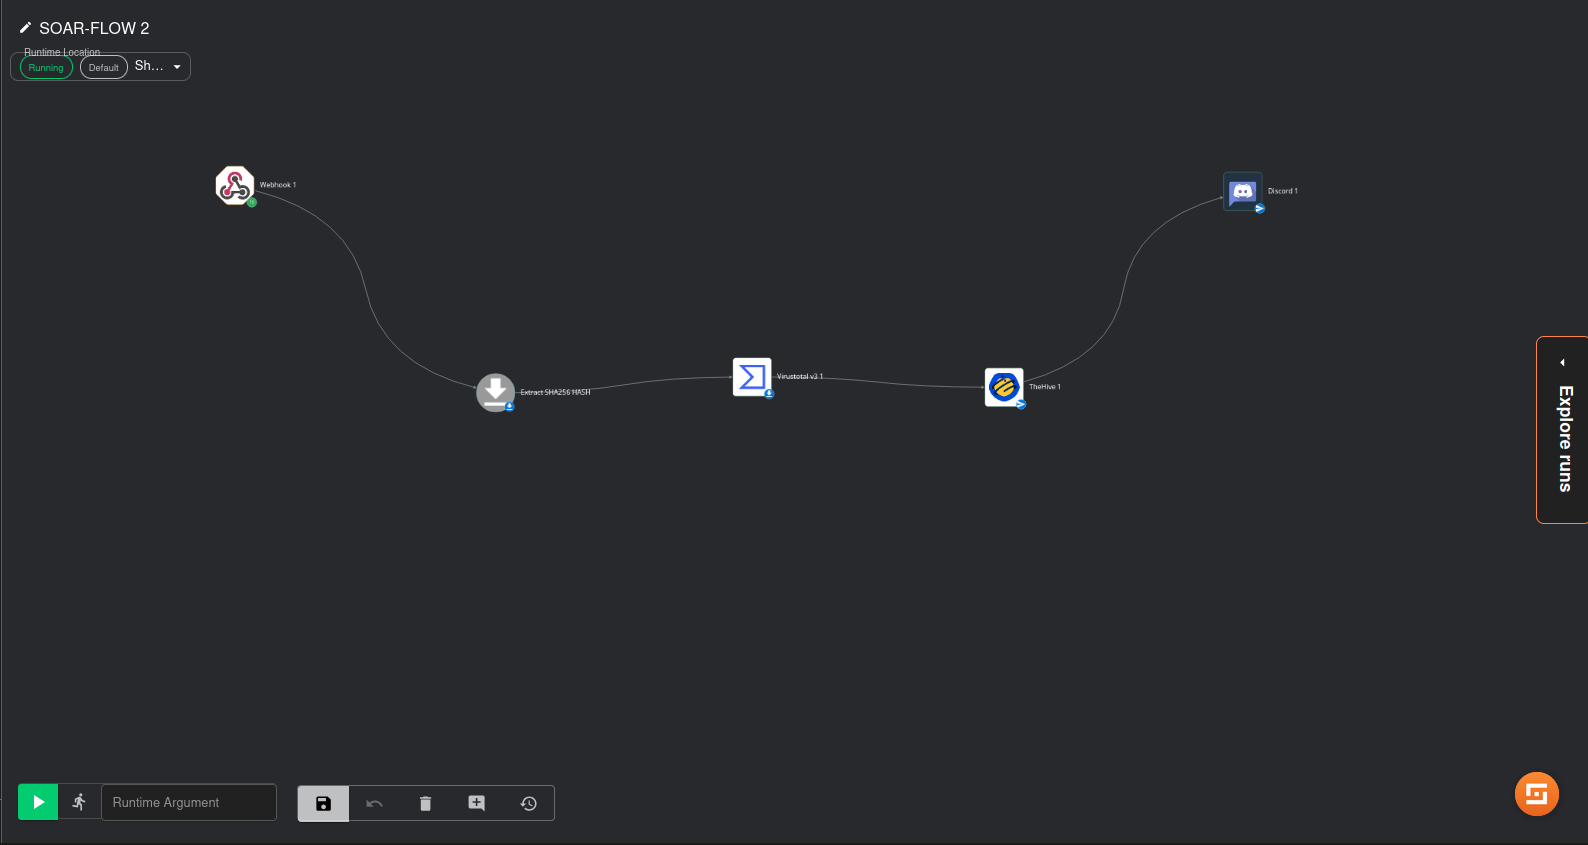 SOAR-FLOW 2
Runtime Location
Running
Default
Sh...
Webhook 1
Discord 1
Extract SHA256 HASH
Virustotal v3 1
TheHive 1
Explore runs
Runtime Argument